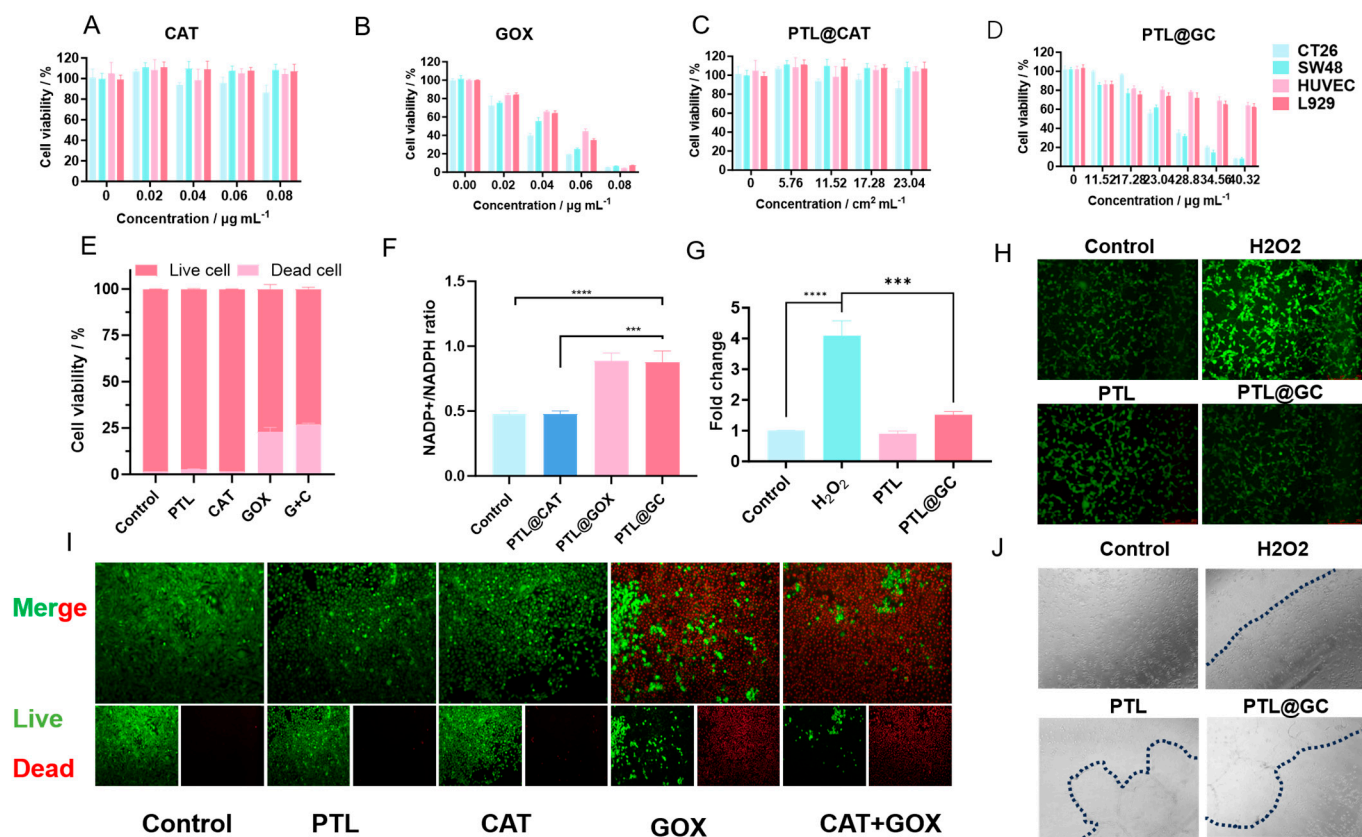 A
CAT
Cell viability / %
120
100
80
60
40
20
0
0 0.02 0.04 0.06 0.08
Concentration / µg mL⁻¹
B
GOX
Cell viability / %
120
100
80
60
40
20
0
0.00 0.02 0.04 0.06 0.08
Concentration / µg mL⁻¹
C
PTL@CAT
Cell viability / %
120
100
80
60
40
20
0
0 5.76 11.52 17.28 23.04
Concentration / cm² mL⁻¹
D
PTL@GC
Cell viability / %
120
100
80
60
40
20
0
0 11.52 17.28 23.04 28.8 34.56 40.32
Concentration / µg mL⁻¹
CT26
SW48
HUVEC
L929
E
Live cell Dead cell
Cell viability / %
100
75
50
25
0
Control PTL CAT GOX G+C
F
NADP+/NADPH ratio
1.5
1.0
0.5
0.0
****
***
Control PTL@CAT PTL@GOX PTL@GC
G
Fold change
5
4
3
2
1
0
**** ***
Control H₂O₂ PTL PTL@GC
H
Control H2O2
PTL PTL@GC
I
Merge
Live
Dead
Control PTL CAT GOX CAT+GOX
J
Control H2O2
PTL PTL@GC